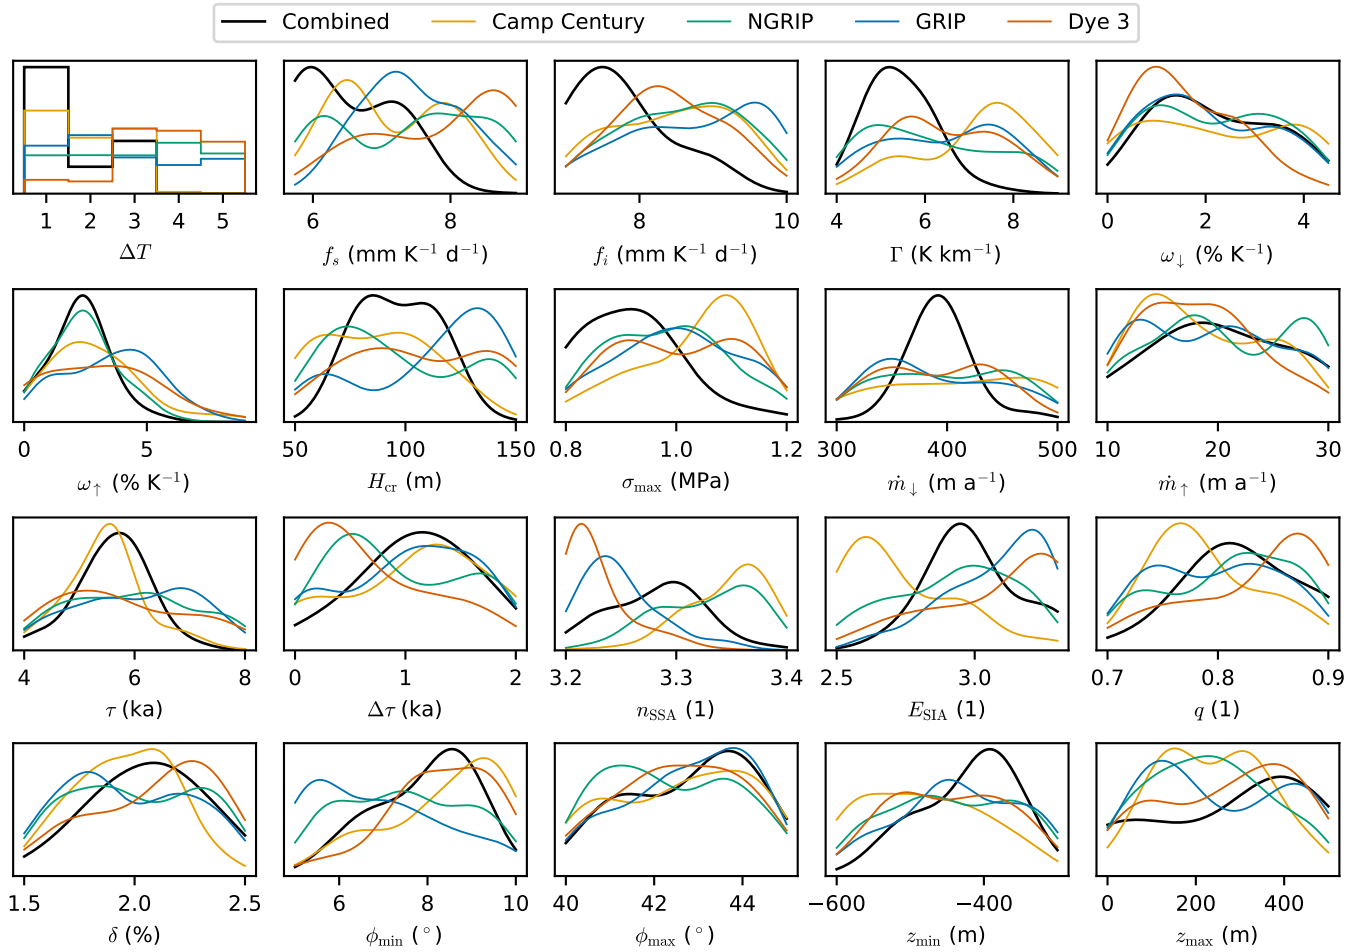 Combined Camp Century NGRIP GRIP Dye 3
1 2 3 4 5 6 8 8 10 4 6 8 0 2 4
ΔT f_s (mm K⁻¹ d⁻¹) f_i (mm K⁻¹ d⁻¹) Γ (K km⁻¹) ω↓ (% K⁻¹)
0 5 50 100 150 0.8 1.0 1.2 300 400 500 10 20 30
ω↑ (% K⁻¹) H_cr (m) σ_max (MPa) ṁ↓ (m a⁻¹) ṁ↑ (m a⁻¹)
4 6 8 0 1 2 3.2 3.3 3.4 2.5 3.0 0.7 0.8 0.9
τ (ka) Δτ (ka) n_SSA (1) E_SIA (1) q (1)
1.5 2.0 2.5 6 8 10 40 42 44 −600 −400 0 200 400
δ (%) ϕ_min (°) ϕ_max (°) z_min (m) z_max (m)